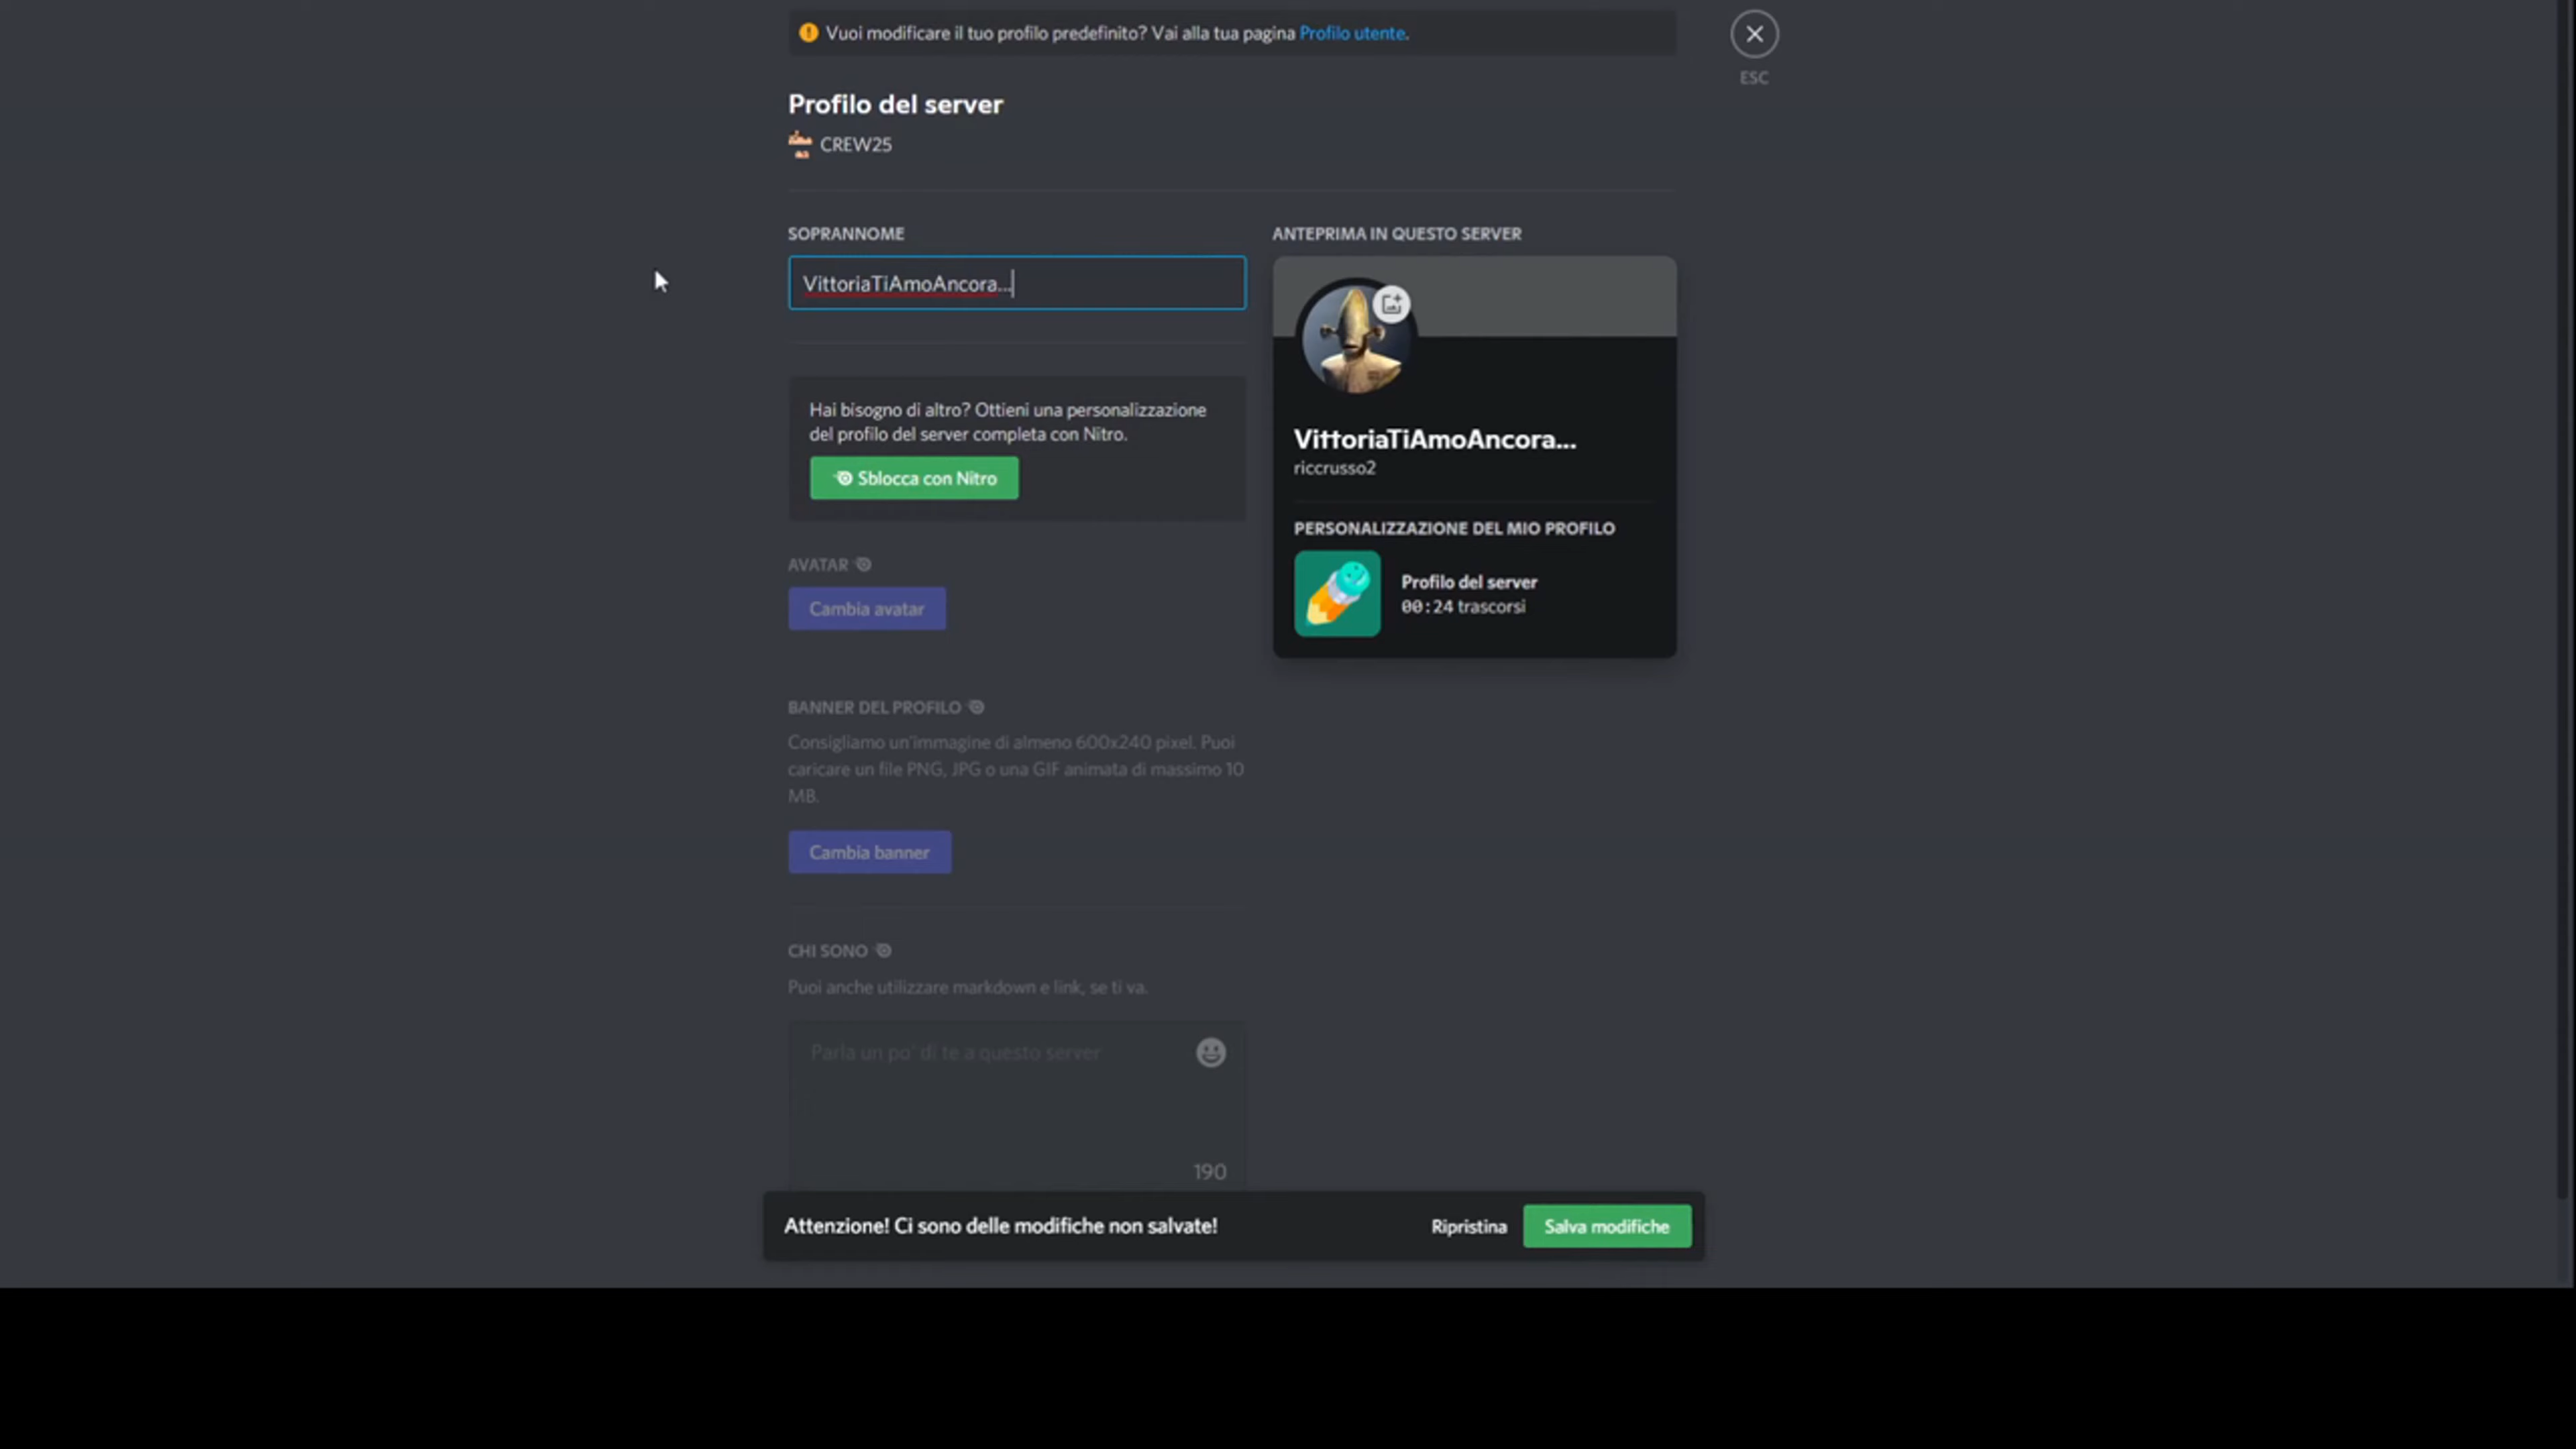 Vuoi modificare il tuo profilo predefinito? Vai alla tua pagina Profilo utente.
ESC
Profilo del server
CREW25
SOPRANNOME
VittoriaTiAmoAncora...
Hai bisogno di altro? Ottieni una personalizzazione
del profilo del server completa con Nitro.
Sblocca con Nitro
AVATAR
Cambia avatar
BANNER DEL PROFILO
Consigliamo un'immagine di almeno 600x240 pixel. Puoi
caricare un file PNG, JPG o una GIF animata di massimo 10
MB.
Cambia banner
CHI SONO
Puoi anche utilizzare markdown e link, se ti va.
Parla un po' di te a questo server
190
ANTEPRIMA IN QUESTO SERVER
VittoriaTiAmoAncora...
riccrusso2
PERSONALIZZAZIONE DEL MIO PROFILO
Profilo del server
00:24 trascorsi
Attenzione! Ci sono delle modifiche non salvate!
Ripristina
Salva modifiche